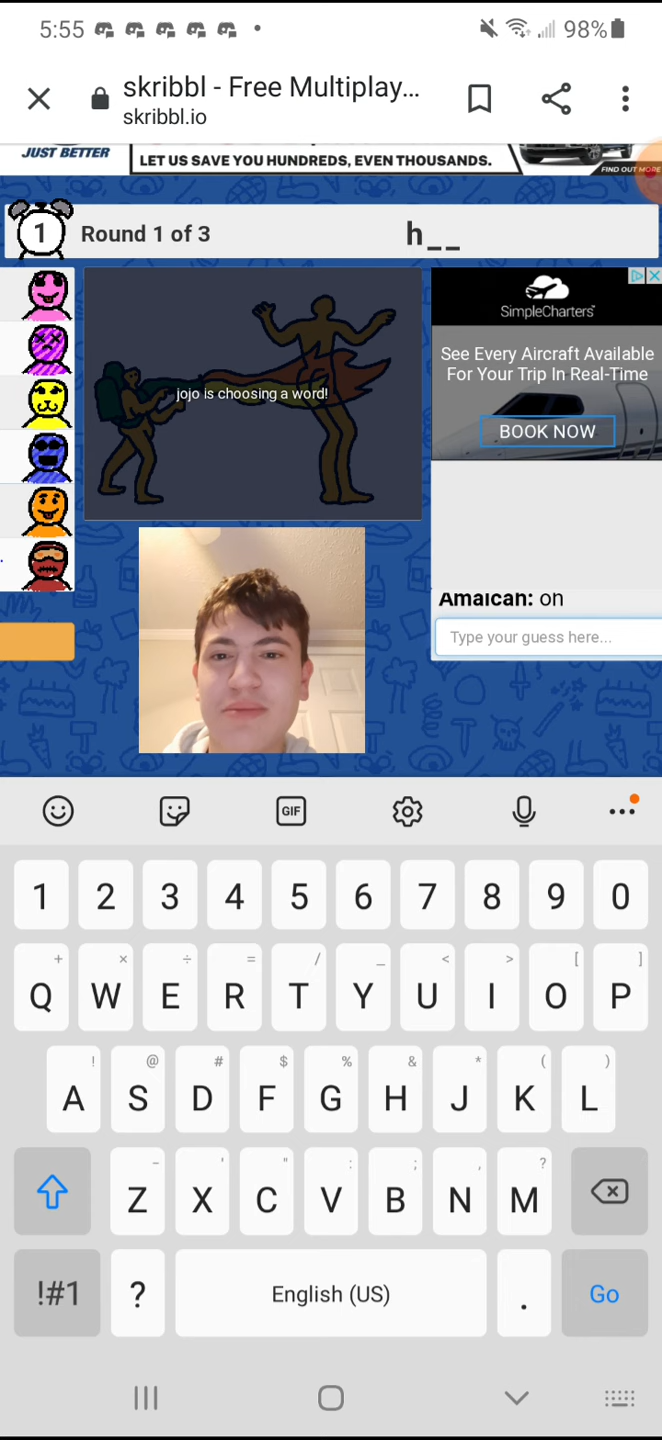 5:55
98%
skribbl - Free Multiplay...
skribbl.io
JUST BETTER
LET US SAVE YOU HUNDREDS, EVEN THOUSANDS.
FIND OUT MORE
1
Round 1 of 3
h__
SimpleCharters
jojo is choosing a word!
See Every Aircraft Available
For Your Trip In Real-Time
BOOK NOW
Amaican: oh
Type your guess here...
GIF
1 2 3 4 5 6 7 8 9 0
+ × ÷ = / _ < > [ ]
Q W E R T Y U I O P
! @ # $ % & * ( )
A S D F G H J K L
- ' " : ; , ?
Z X C V B N M
!#1 ? English (US) . Go